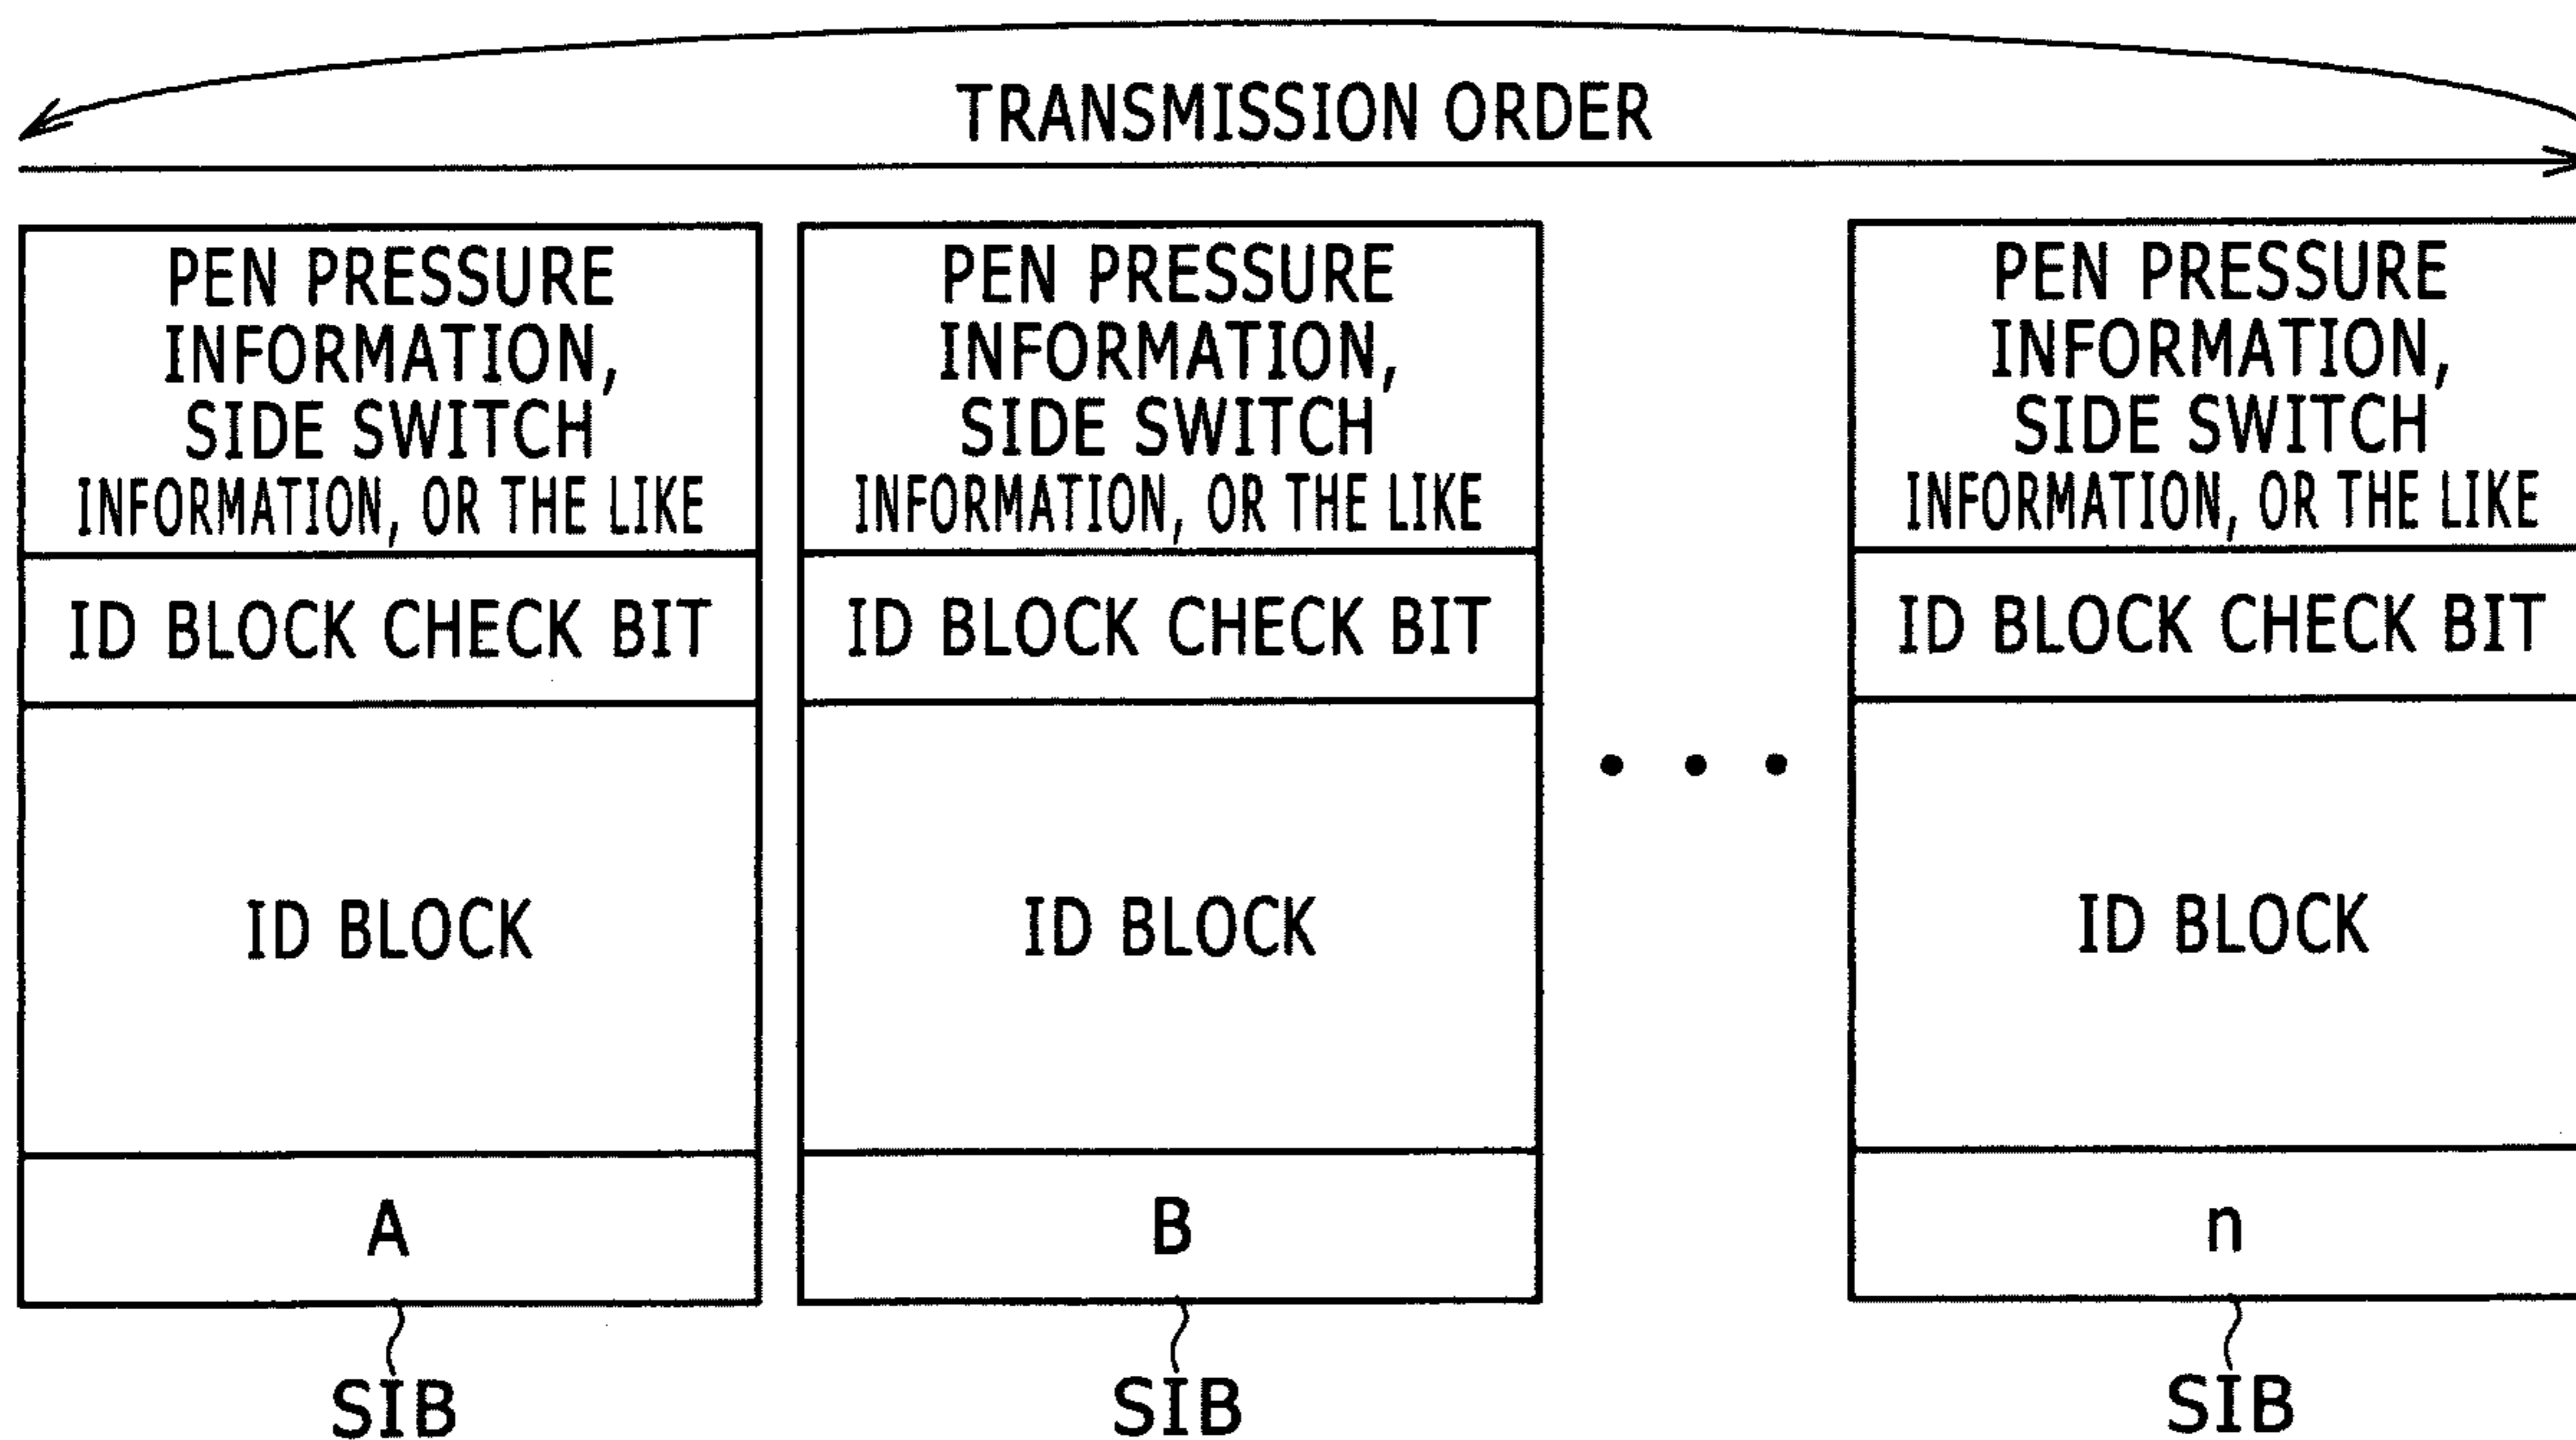 TRANSMISSION ORDER
PEN PRESSURE
INFORMATION,
SIDE SWITCH
INFORMATION, OR THE LIKE
ID BLOCK CHECK BIT
ID BLOCK
A
SIB
PEN PRESSURE
INFORMATION,
SIDE SWITCH
INFORMATION, OR THE LIKE
ID BLOCK CHECK BIT
ID BLOCK
B
SIB
• • •
PEN PRESSURE
INFORMATION,
SIDE SWITCH
INFORMATION, OR THE LIKE
ID BLOCK CHECK BIT
ID BLOCK
n
SIB